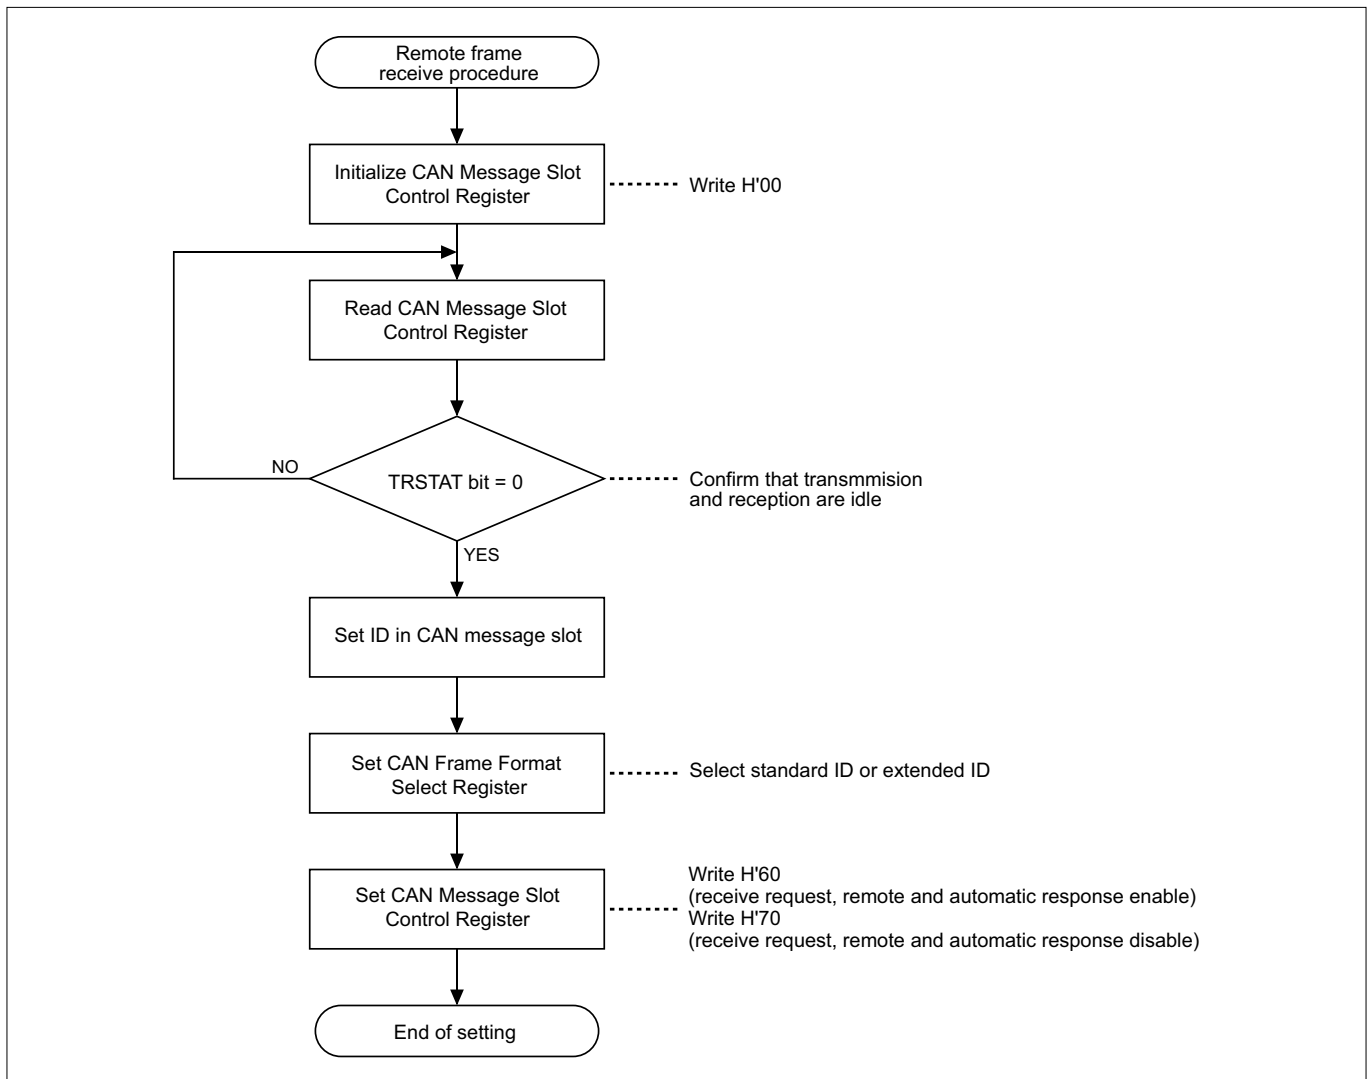 Remote frame
receive procedure
Initialize CAN Message Slot
Control Register
Write H'00
Read CAN Message Slot
Control Register
NO
TRSTAT bit = 0
Confirm that transmmision
and reception are idle
YES
Set ID in CAN message slot
Set CAN Frame Format
Select Register
Select standard ID or extended ID
Set CAN Message Slot
Control Register
Write H'60
(receive request, remote and automatic response enable)
Write H'70
(receive request, remote and automatic response disable)
End of setting